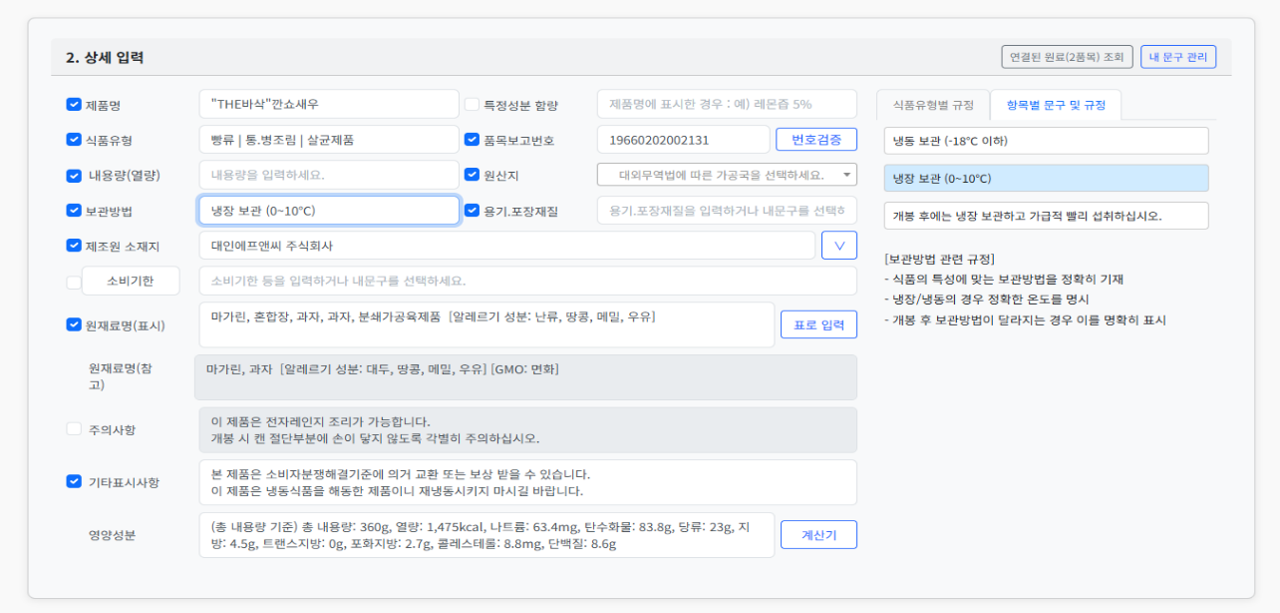 2. 상세 입력
연결된 원료(2품목) 조회
내 문구 관리
제품명
"THE바삭"깐쇼새우
특정성분 함량
제품명에 표시한 경우 : 예) 레몬즙 5%
식품유형
빵류 | 통.병조림 | 살균제품
품목보고번호
19660202002131
번호검증
내용량(열량)
내용량을 입력하세요.
원산지
대외무역법에 따른 가공국을 선택하세요.
보관방법
냉장 보관 (0~10℃)
용기.포장재질
용기.포장재질을 입력하거나 내문구를 선택하
제조원 소재지
대인에프앤씨 주식회사
V
소비기한
소비기한 등을 입력하거나 내문구를 선택하세요.
원재료명(표시)
마가린, 혼합장, 과자, 과자, 분쇄가공육제품 [알레르기 성분: 난류, 땅콩, 메밀, 우유]
표로 입력
원재료명(참
고)
마가린, 과자 [알레르기 성분: 대두, 땅콩, 메밀, 우유] [GMO: 면화]
주의사항
이 제품은 전자레인지 조리가 가능합니다.
개봉 시 캔 절단부분에 손이 닿지 않도록 각별히 주의하십시오.
기타표시사항
본 제품은 소비자분쟁해결기준에 의거 교환 또는 보상 받을 수 있습니다.
이 제품은 냉동식품을 해동한 제품이니 재냉동시키지 마시길 바랍니다.
영양성분
(총 내용량 기준) 총 내용량: 360g, 열량: 1,475kcal, 나트륨: 63.4mg, 탄수화물: 83.8g, 당류: 23g, 지
방: 4.5g, 트랜스지방: 0g, 포화지방: 2.7g, 콜레스테롤: 8.8mg, 단백질: 8.6g
계산기
식품유형별 규정
항목별 문구 및 규정
냉동 보관 (-18℃ 이하)
냉장 보관 (0~10℃)
개봉 후에는 냉장 보관하고 가급적 빨리 섭취하십시오.
[보관방법 관련 규정]
- 식품의 특성에 맞는 보관방법을 정확히 기재
- 냉장/냉동의 경우 정확한 온도를 명시
- 개봉 후 보관방법이 달라지는 경우 이를 명확히 표시